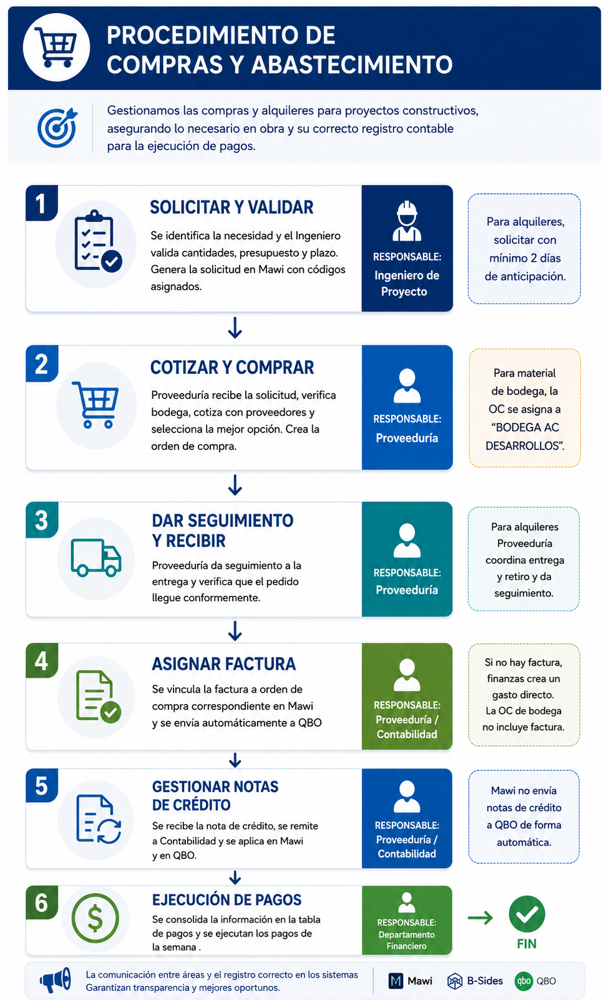 PROCEDIMIENTO DE
COMPRAS Y ABASTECIMIENTO
Gestionamos las compras y alquileres para proyectos constructivos,
asegurando lo necesario en obra y su correcto registro contable
para la ejecución de pagos.
1
SOLICITAR Y VALIDAR
Se identifica la necesidad y el Ingeniero
valida cantidades, presupuesto y plazo.
Genera la solicitud en Mawi con códigos
asignados.
RESPONSABLE:
Ingeniero de
Proyecto
Para alquileres,
solicitar con
mínimo 2 días
de anticipación.
2
COTIZAR Y COMPRAR
Proveeduría recibe la solicitud, verifica
bodega, cotiza con proveedores y
selecciona la mejor opción. Crea la
orden de compra.
RESPONSABLE:
Proveeduría
Para material
de bodega, la
OC se asigna a
“BODEGA AC
DESARROLLOS”.
3
DAR SEGUIMIENTO
Y RECIBIR
Proveeduría da seguimiento a la
entrega y verifica que el pedido
llegue conformemente.
RESPONSABLE:
Proveeduría
Para alquileres
Proveeduría
coordina entrega
y retiro y da
seguimiento.
4
ASIGNAR FACTURA
Se vincula la factura a orden de
compra correspondiente en Mawi
y se envía automáticamente a QBO
RESPONSABLE:
Proveeduría /
Contabilidad
Si no hay factura,
finanzas crea un
gasto directo.
La OC de bodega
no incluye factura.
5
GESTIONAR NOTAS
DE CRÉDITO
Se recibe la nota de crédito, se remite
a Contabilidad y se aplica en Mawi
y en QBO.
RESPONSABLE:
Proveeduría /
Contabilidad
Mawi no envía
notas de crédito
a QBO de forma
automática.
6
EJECUCIÓN DE PAGOS
Se consolida la información en la tabla
de pagos y se ejecutan los pagos de
la semana .
RESPONSABLE:
Departamento
Financiero
FIN
La comunicación entre áreas y el registro correcto en los sistemas
Garantizan transparencia y mejores oportunos.
M Mawi
B-Sides
qbo QBO